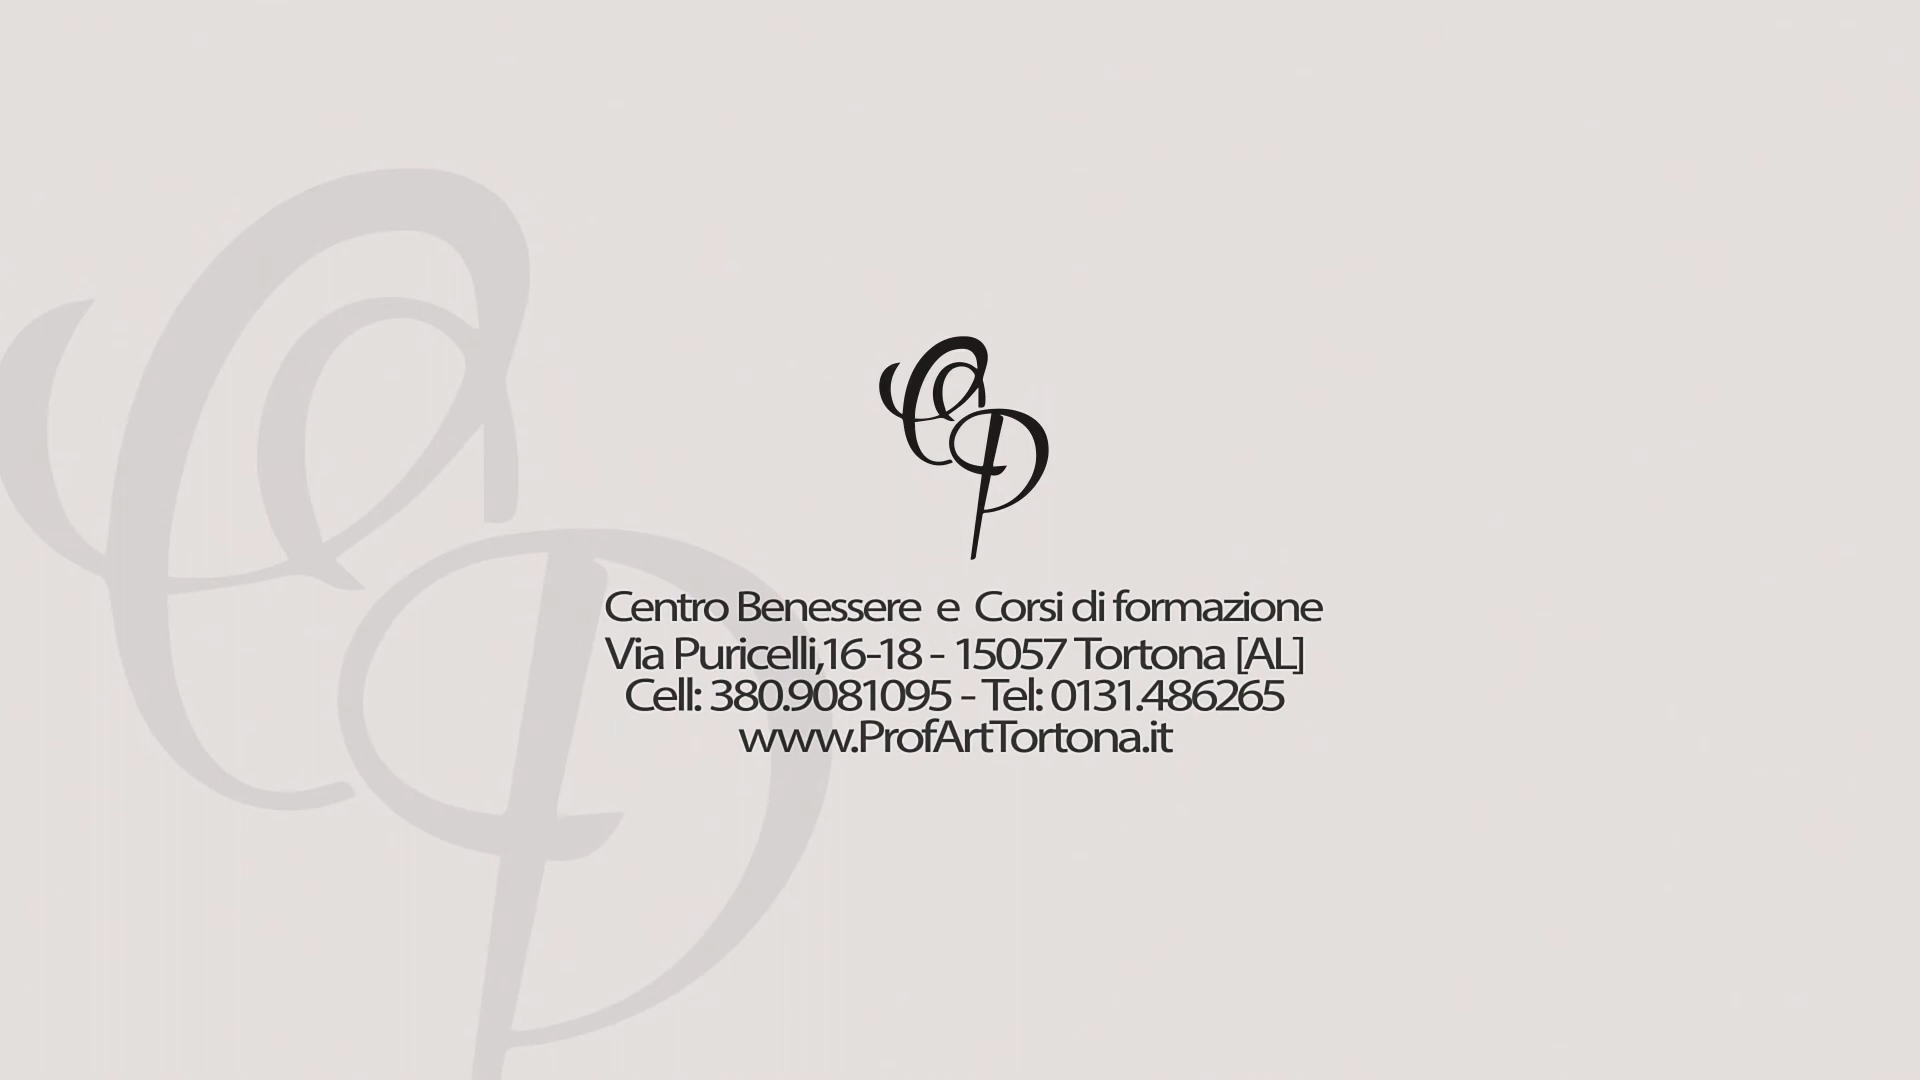 Centro Benessere e Corsi di formazione
Via Puricelli,16-18 - 15057 Tortona [AL]
Cell: 380.9081095 - Tel: 0131.486265
www.ProfArtTortona.it